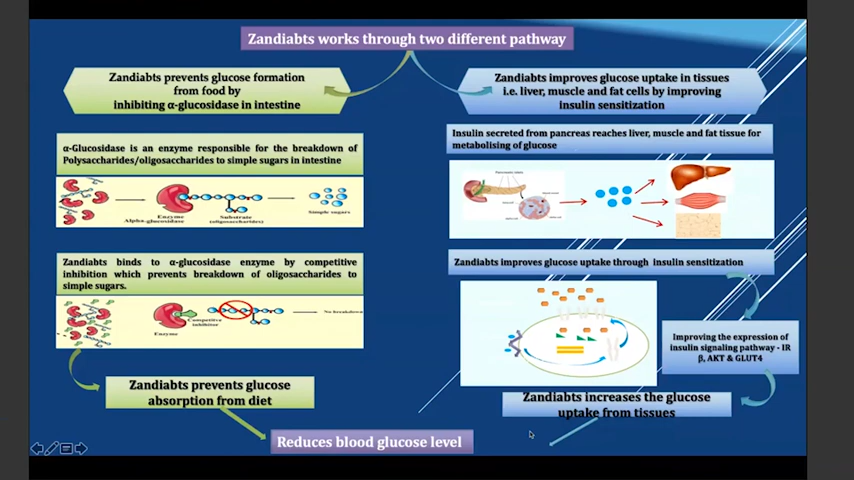 Zandiabts works through two different pathway
Zandiabts prevents glucose formation
from food by
inhibiting α-glucosidase in intestine
α-Glucosidase is an enzyme responsible for the breakdown of
Polysaccharides/oligosaccharides to simple sugars in intestine
Enzyme
Alpha-glucosidase
Substrate
(oligosaccharides)
Simple sugars
Zandiabts binds to α-glucosidase enzyme by competitive
inhibition which prevents breakdown of oligosaccharides to
simple sugars.
Enzyme
Competitive
inhibitor
No breakdown
Zandiabts prevents glucose
absorption from diet
Zandiabts improves glucose uptake in tissues
i.e. liver, muscle and fat cells by improving
insulin sensitization
Insulin secreted from pancreas reaches liver, muscle and fat tissue for
metabolising of glucose
Zandiabts improves glucose uptake through insulin sensitization
Improving the expression of
insulin signaling pathway - IR
β, AKT & GLUT4
Zandiabts increases the glucose
uptake from tissues
Reduces blood glucose level